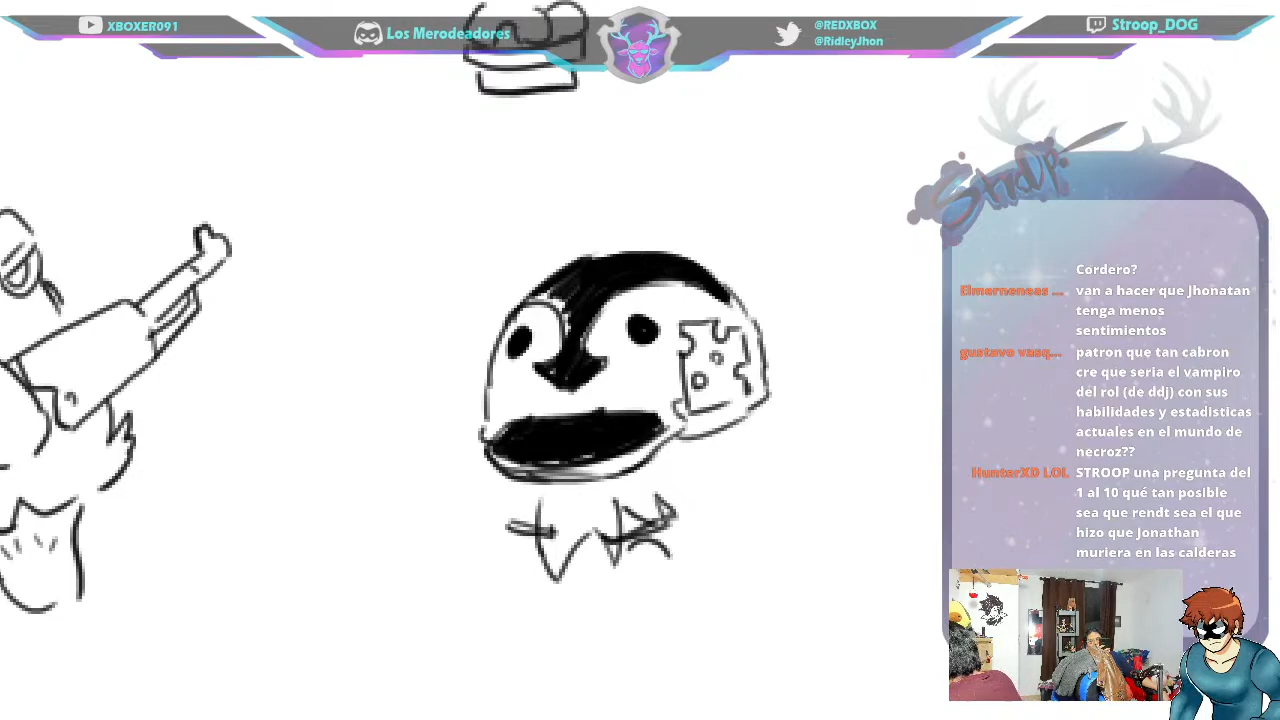 XBOXER091
Los Merodeadores
@REDXBOX
@RidleyJhon
Stroop_DOG
Cordero?
Elmerneneas ... van a hacer que Jhonatan
tenga menos
sentimientos
gustavo vasq... patron que tan cabron
cre que seria el vampiro
del rol (de ddj) con sus
habilidades y estadisticas
actuales en el mundo de
necroz??
HunterXD LOL STROOP una pregunta del
1 al 10 qué tan posible
sea que rendt sea el que
hizo que Jonathan
muriera en las calderas